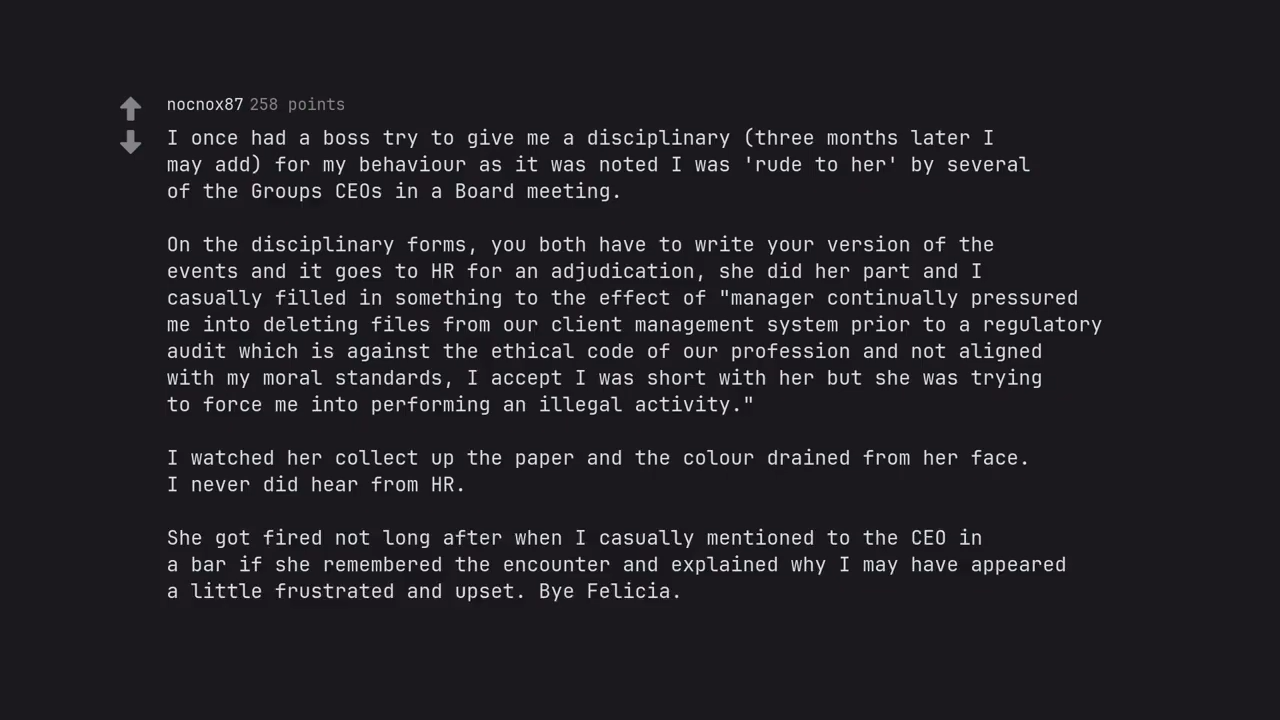 nocnox87 258 points
I once had a boss try to give me a disciplinary (three months later I
may add) for my behaviour as it was noted I was 'rude to her' by several
of the Groups CEOs in a Board meeting.
On the disciplinary forms, you both have to write your version of the
events and it goes to HR for an adjudication, she did her part and I
casually filled in something to the effect of "manager continually pressured
me into deleting files from our client management system prior to a regulatory
audit which is against the ethical code of our profession and not aligned
with my moral standards, I accept I was short with her but she was trying
to force me into performing an illegal activity."
I watched her collect up the paper and the colour drained from her face.
I never did hear from HR.
She got fired not long after when I casually mentioned to the CEO in
a bar if she remembered the encounter and explained why I may have appeared
a little frustrated and upset. Bye Felicia.